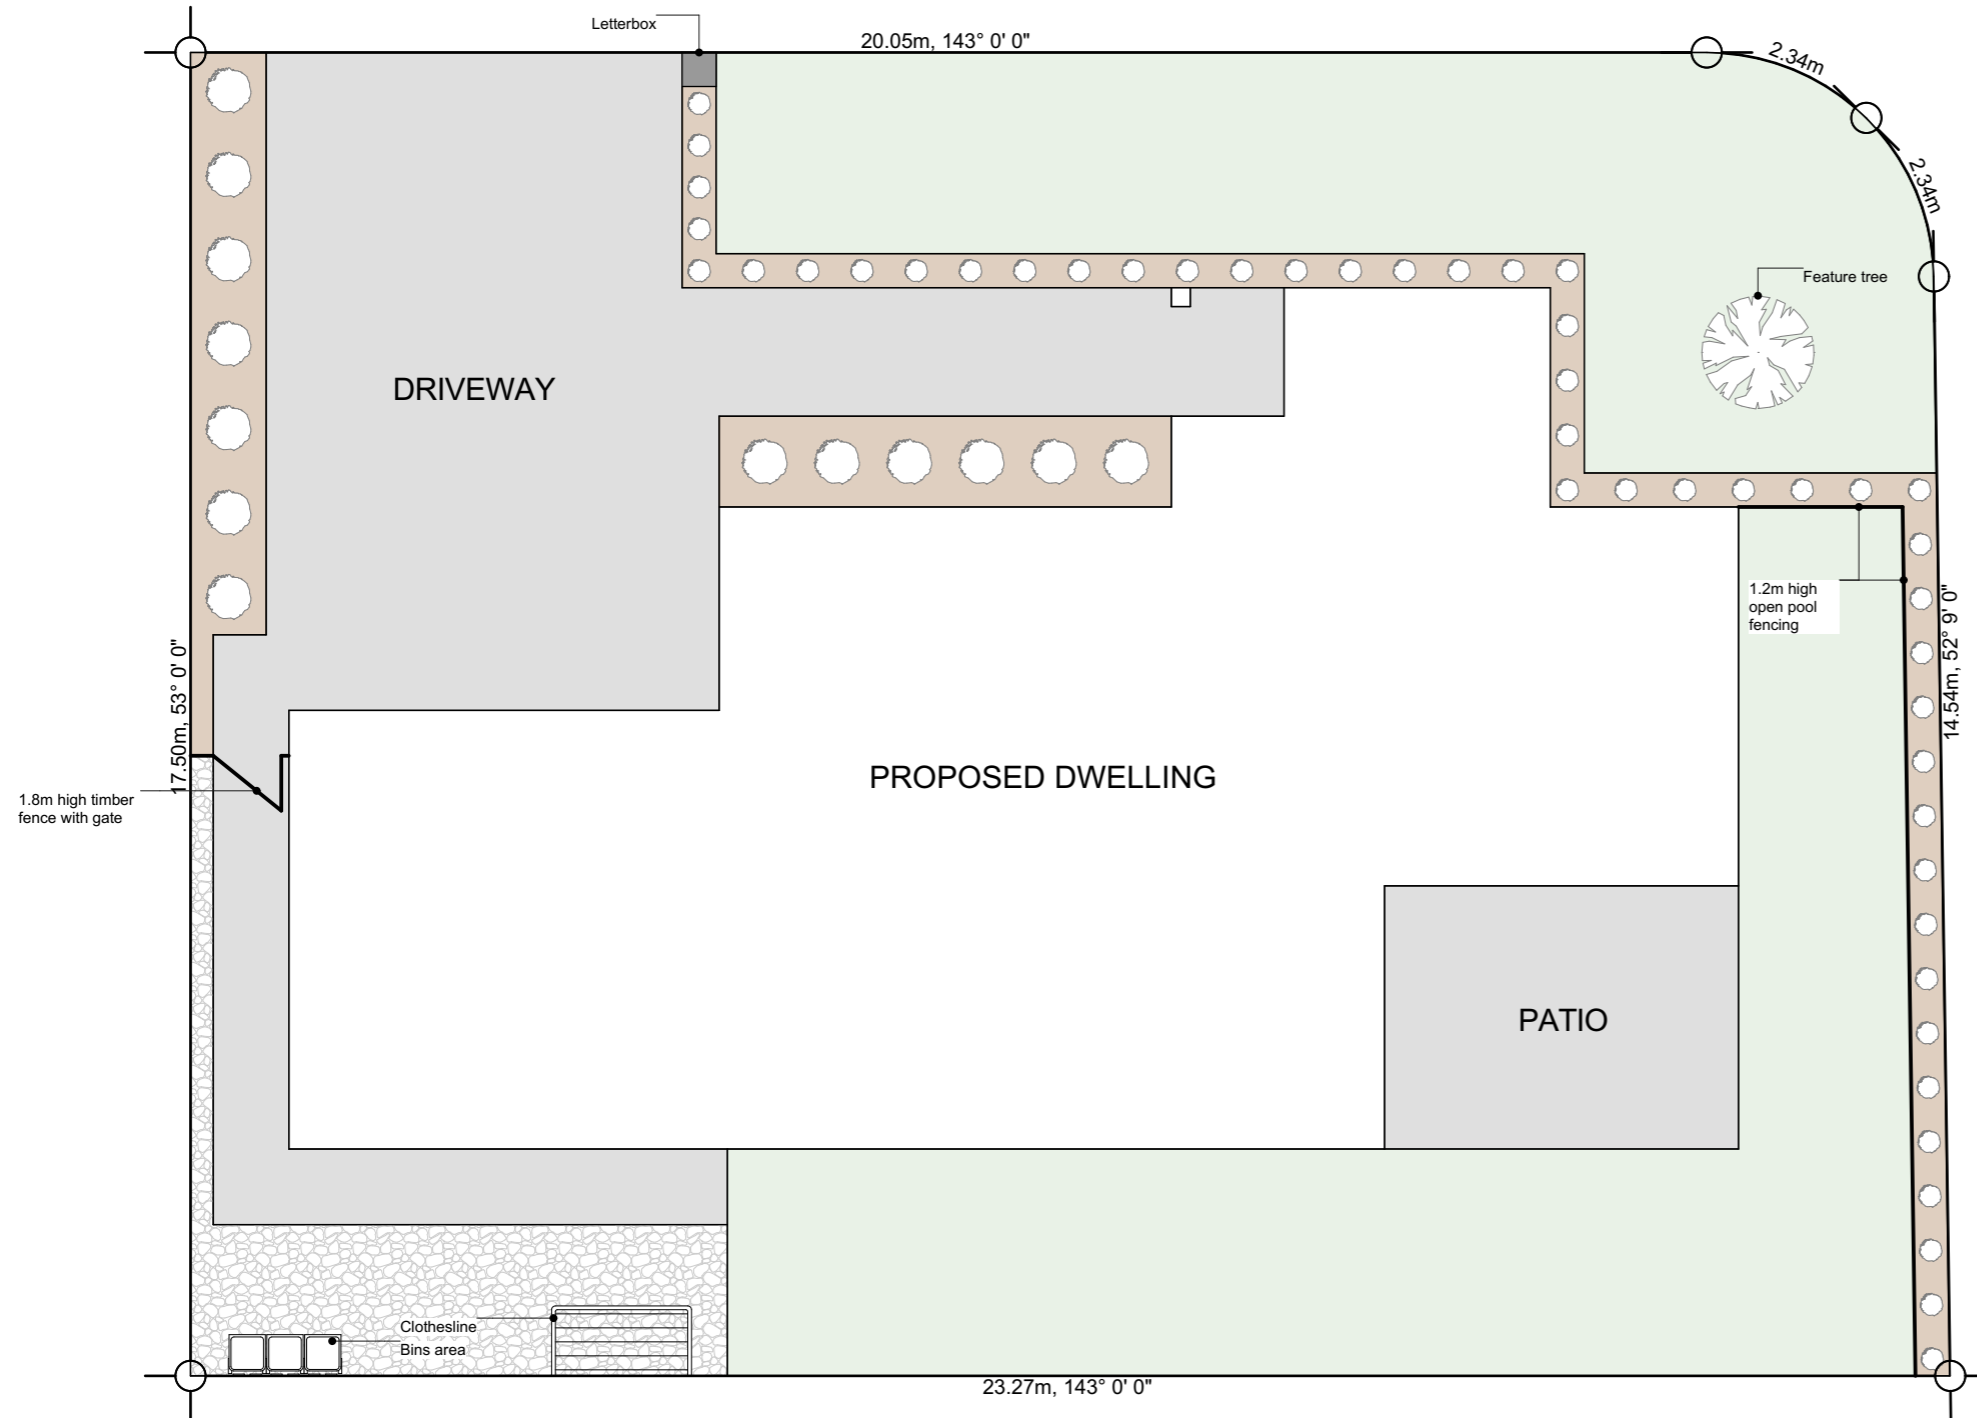 Letterbox
20.05m, 143° 0' 0"
2.34m
2.34m
Feature tree
DRIVEWAY
1.2m high
open pool
fencing
14.54m, 52° 9' 0"
17.50m, 53° 0' 0"
PROPOSED DWELLING
1.8m high timber
fence with gate
PATIO
Clothesline
Bins area
23.27m, 143° 0' 0"